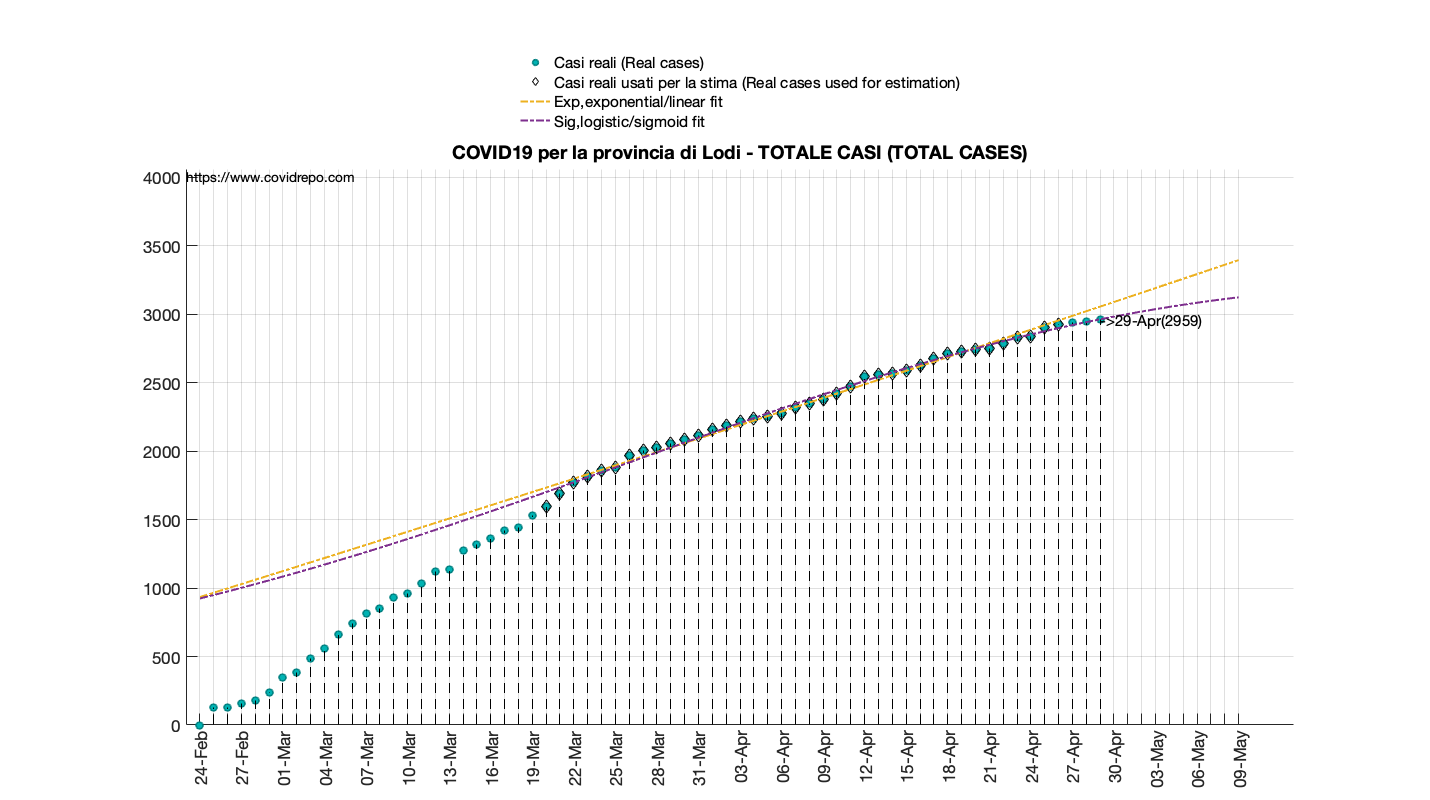 Casi reali (Real cases)
Casi reali usati per la stima (Real cases used for estimation)
Exp,exponential/linear fit
Sig,logistic/sigmoid fit
COVID19 per la provincia di Lodi - TOTALE CASI (TOTAL CASES)
https://www.covidrepo.com
4000
3500
3000
2500
2000
1500
1000
500
0
->29-Apr(2959)
24-Feb
27-Feb
01-Mar
04-Mar
07-Mar
10-Mar
13-Mar
16-Mar
19-Mar
22-Mar
25-Mar
28-Mar
31-Mar
03-Apr
06-Apr
09-Apr
12-Apr
15-Apr
18-Apr
21-Apr
24-Apr
27-Apr
30-Apr
03-May
06-May
09-May